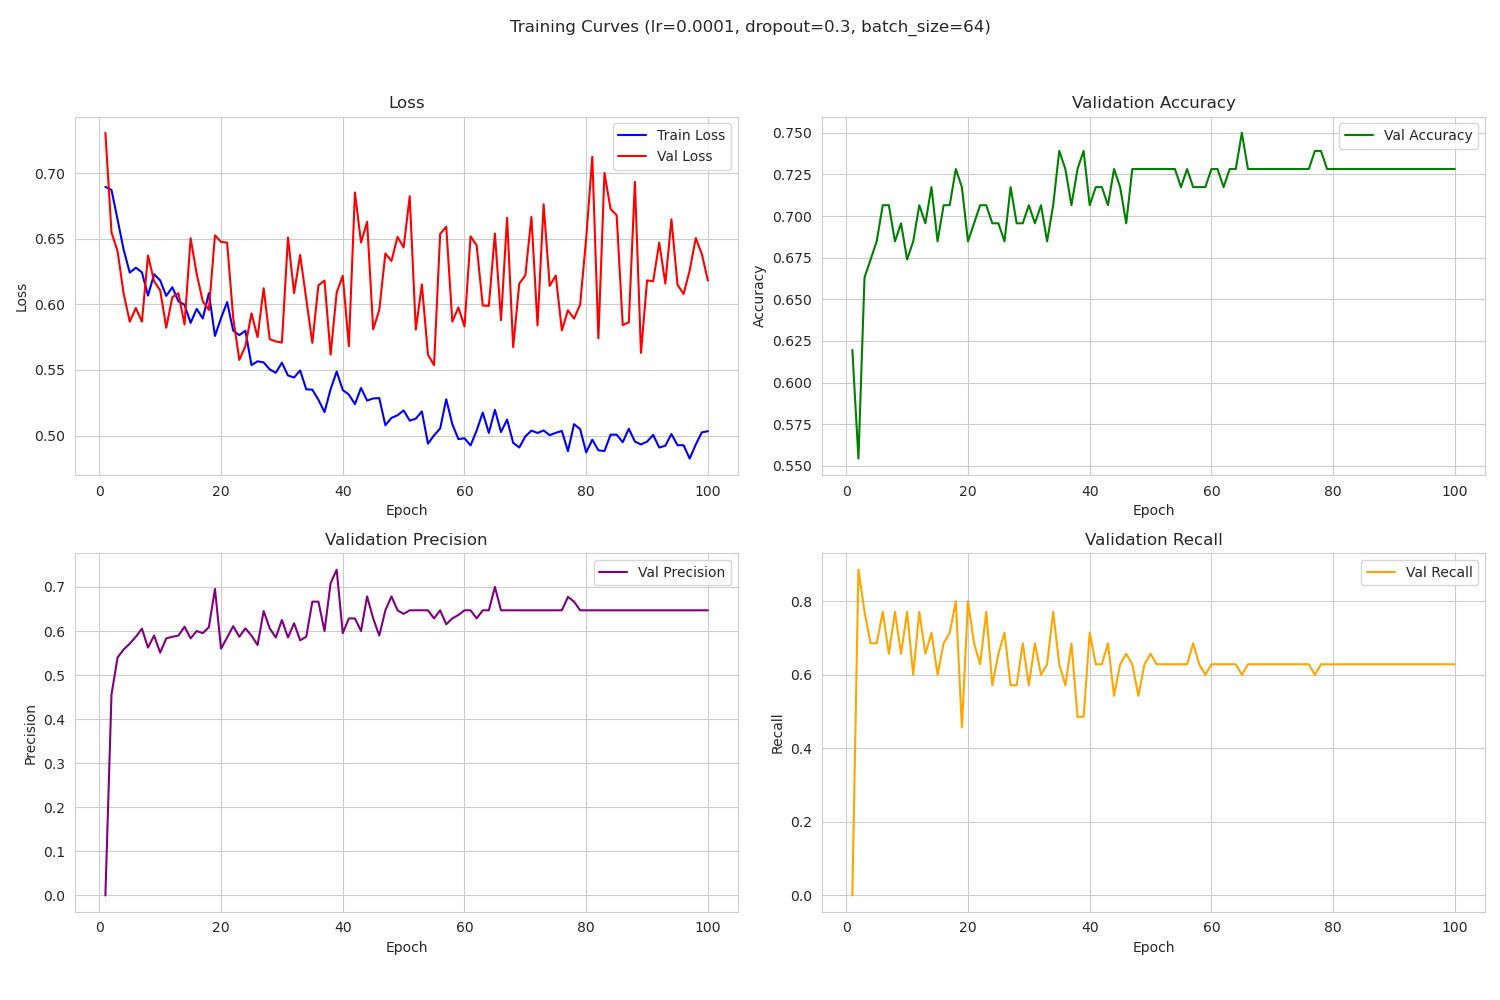 Training Curves (lr=0.0001, dropout=0.3, batch_size=64)
Loss
Train Loss
Val Loss
Loss
0.70
0.65
0.60
0.55
0.50
0 20 40 60 80 100
Epoch
Validation Accuracy
Val Accuracy
Accuracy
0.750
0.725
0.700
0.675
0.650
0.625
0.600
0.575
0.550
0 20 40 60 80 100
Epoch
Validation Precision
Val Precision
Precision
0.7
0.6
0.5
0.4
0.3
0.2
0.1
0.0
0 20 40 60 80 100
Epoch
Validation Recall
Val Recall
Recall
0.8
0.6
0.4
0.2
0.0
0 20 40 60 80 100
Epoch